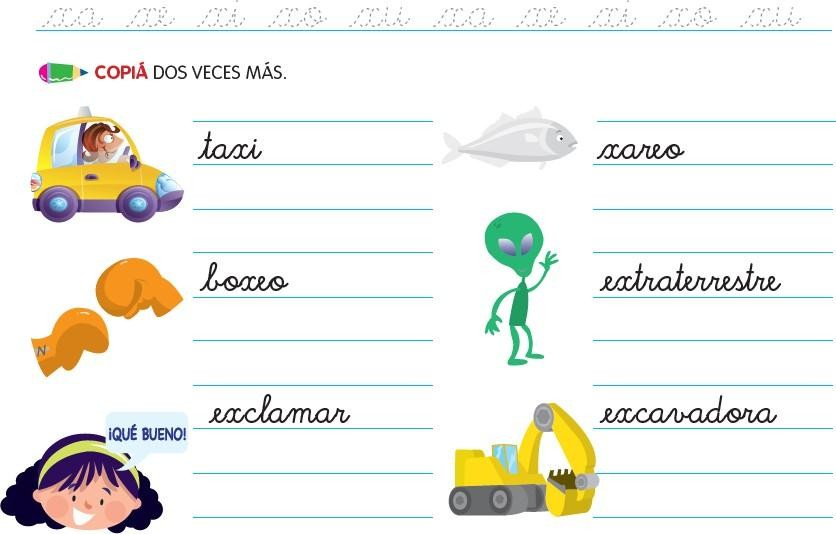 xa xe xi xo xu xa xe xi xo xu
COPIÁ DOS VECES MÁS.
taxi
xareo
boxeo
extraterrestre
exclamar
excavadora
¡QUÉ BUENO!